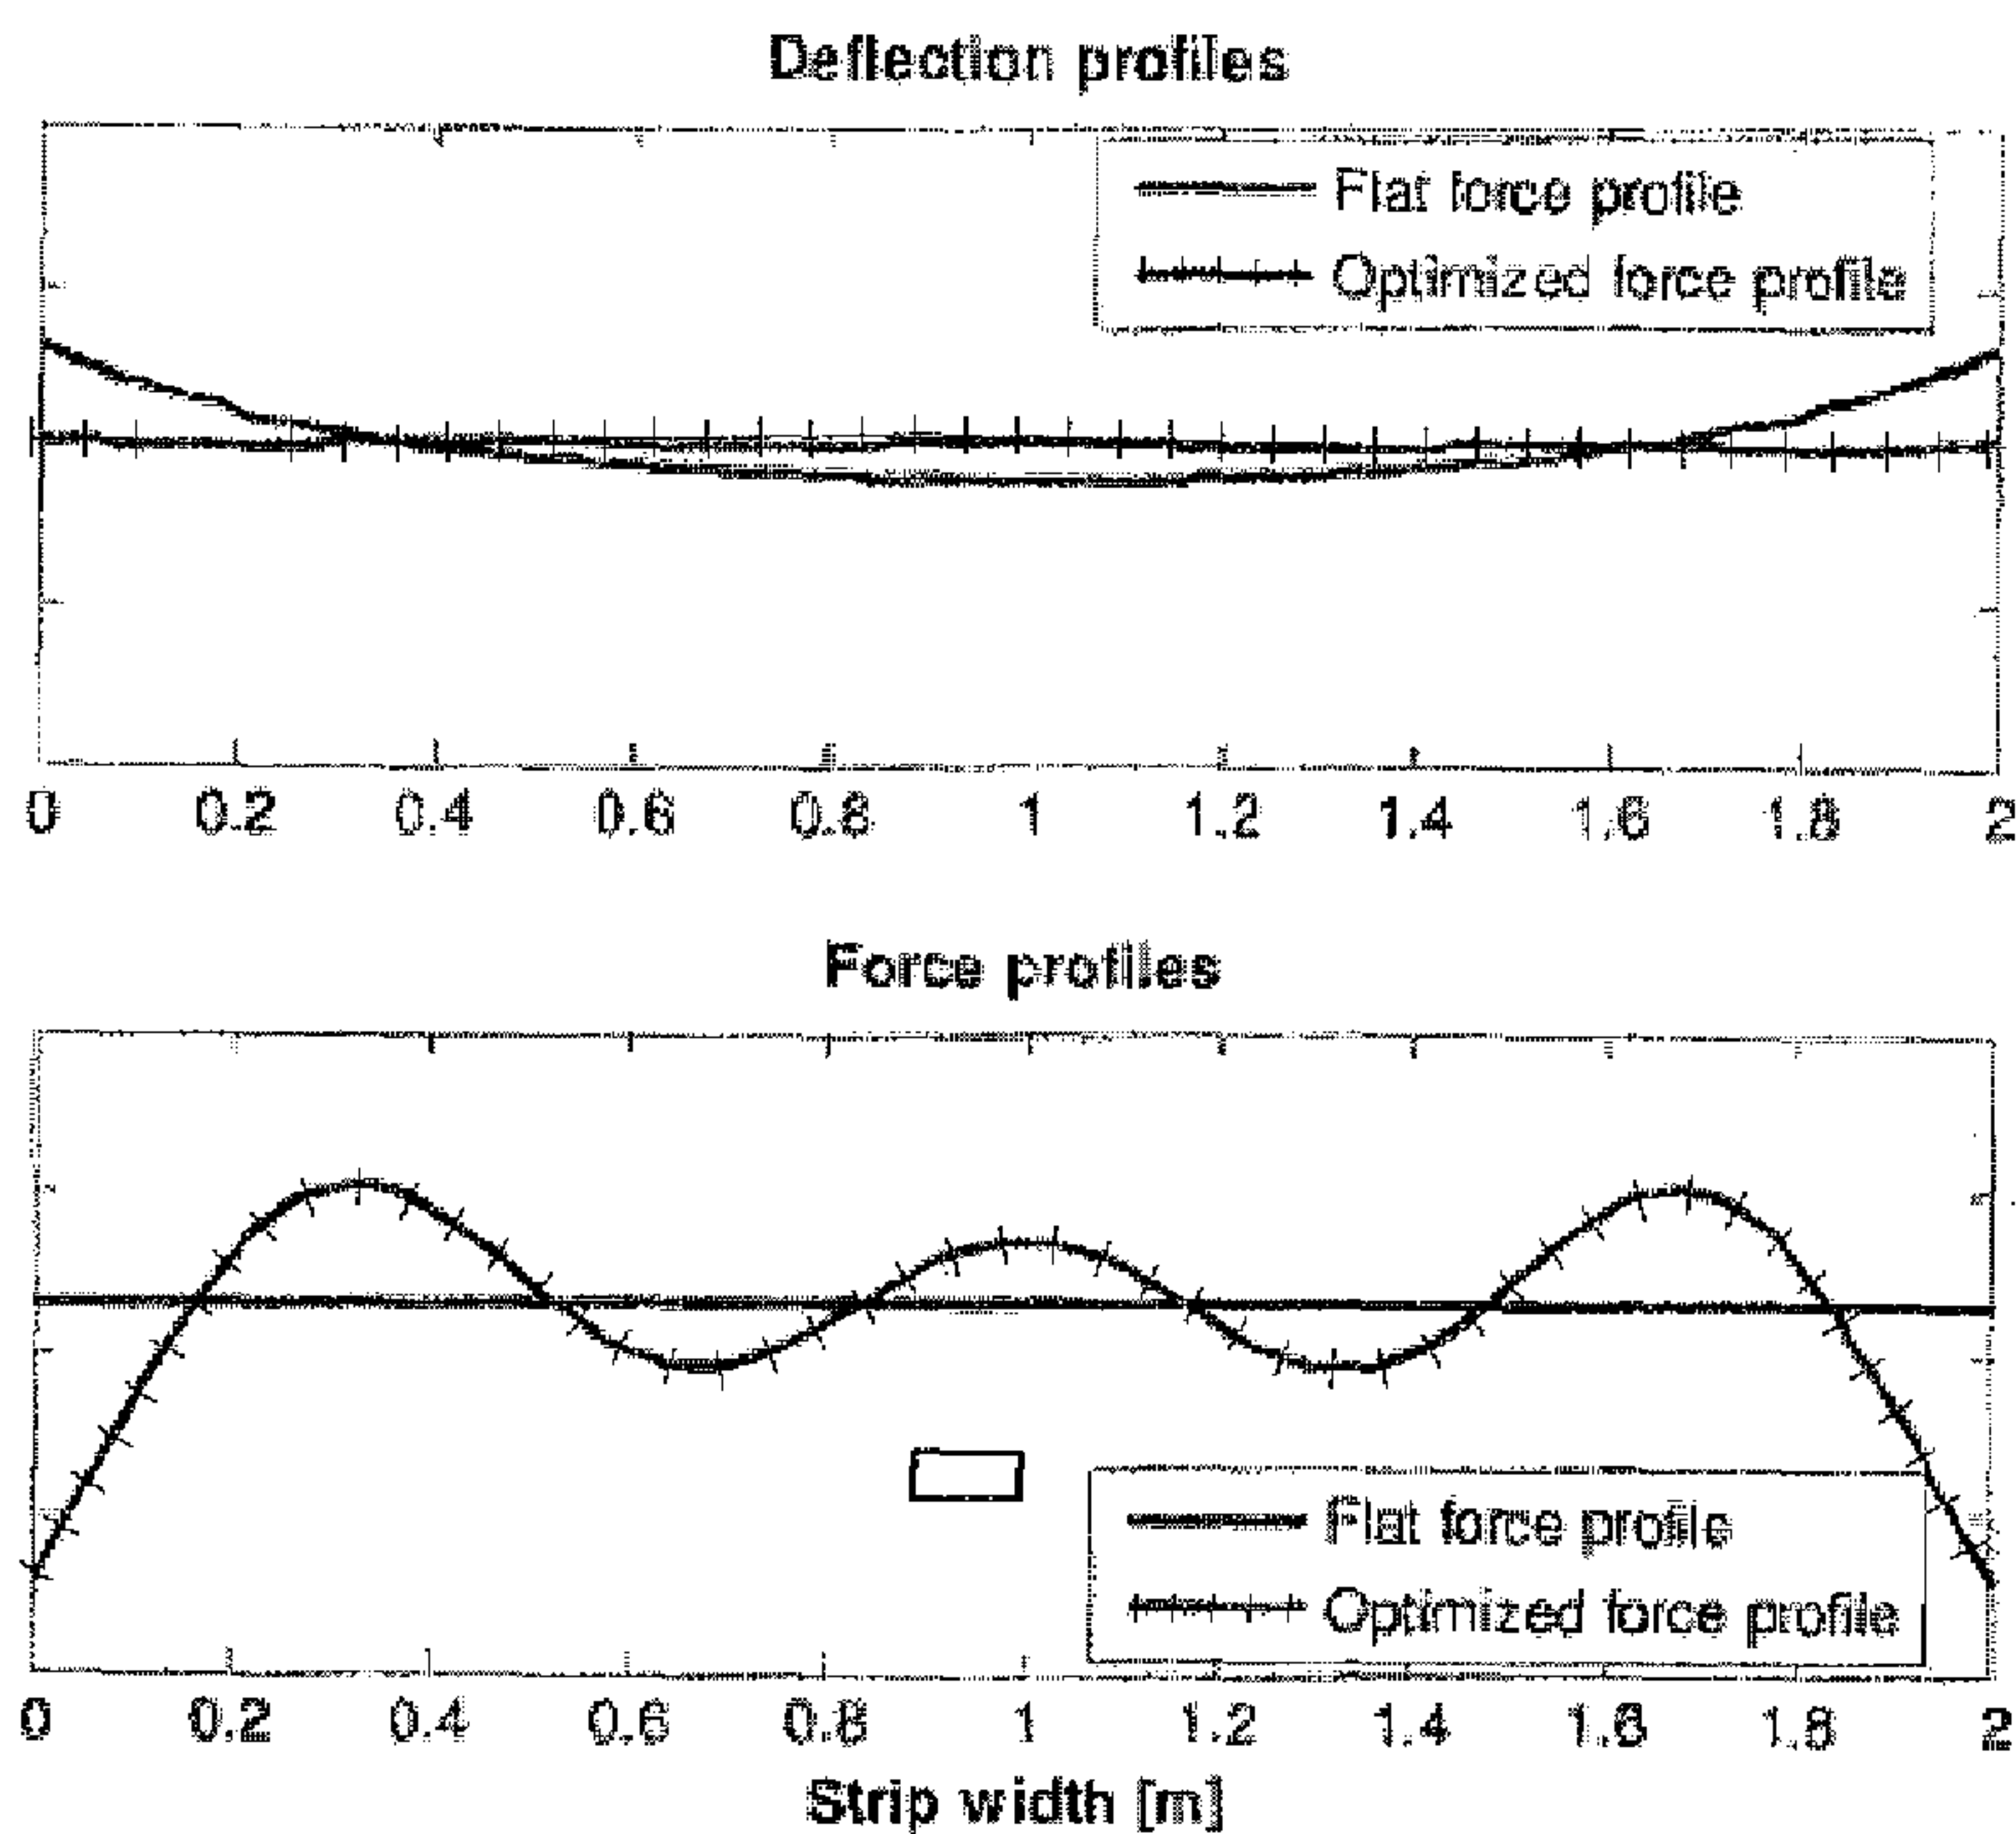 Deflection profiles
Flat force profile
Optimized force profile
0 0.2 0.4 0.6 0.8 1 1.2 1.4 1.6 1.8 2
Force profiles
Flat force profile
Optimized force profile
0 0.2 0.4 0.6 0.8 1 1.2 1.4 1.6 1.8 2
Strip width [m]